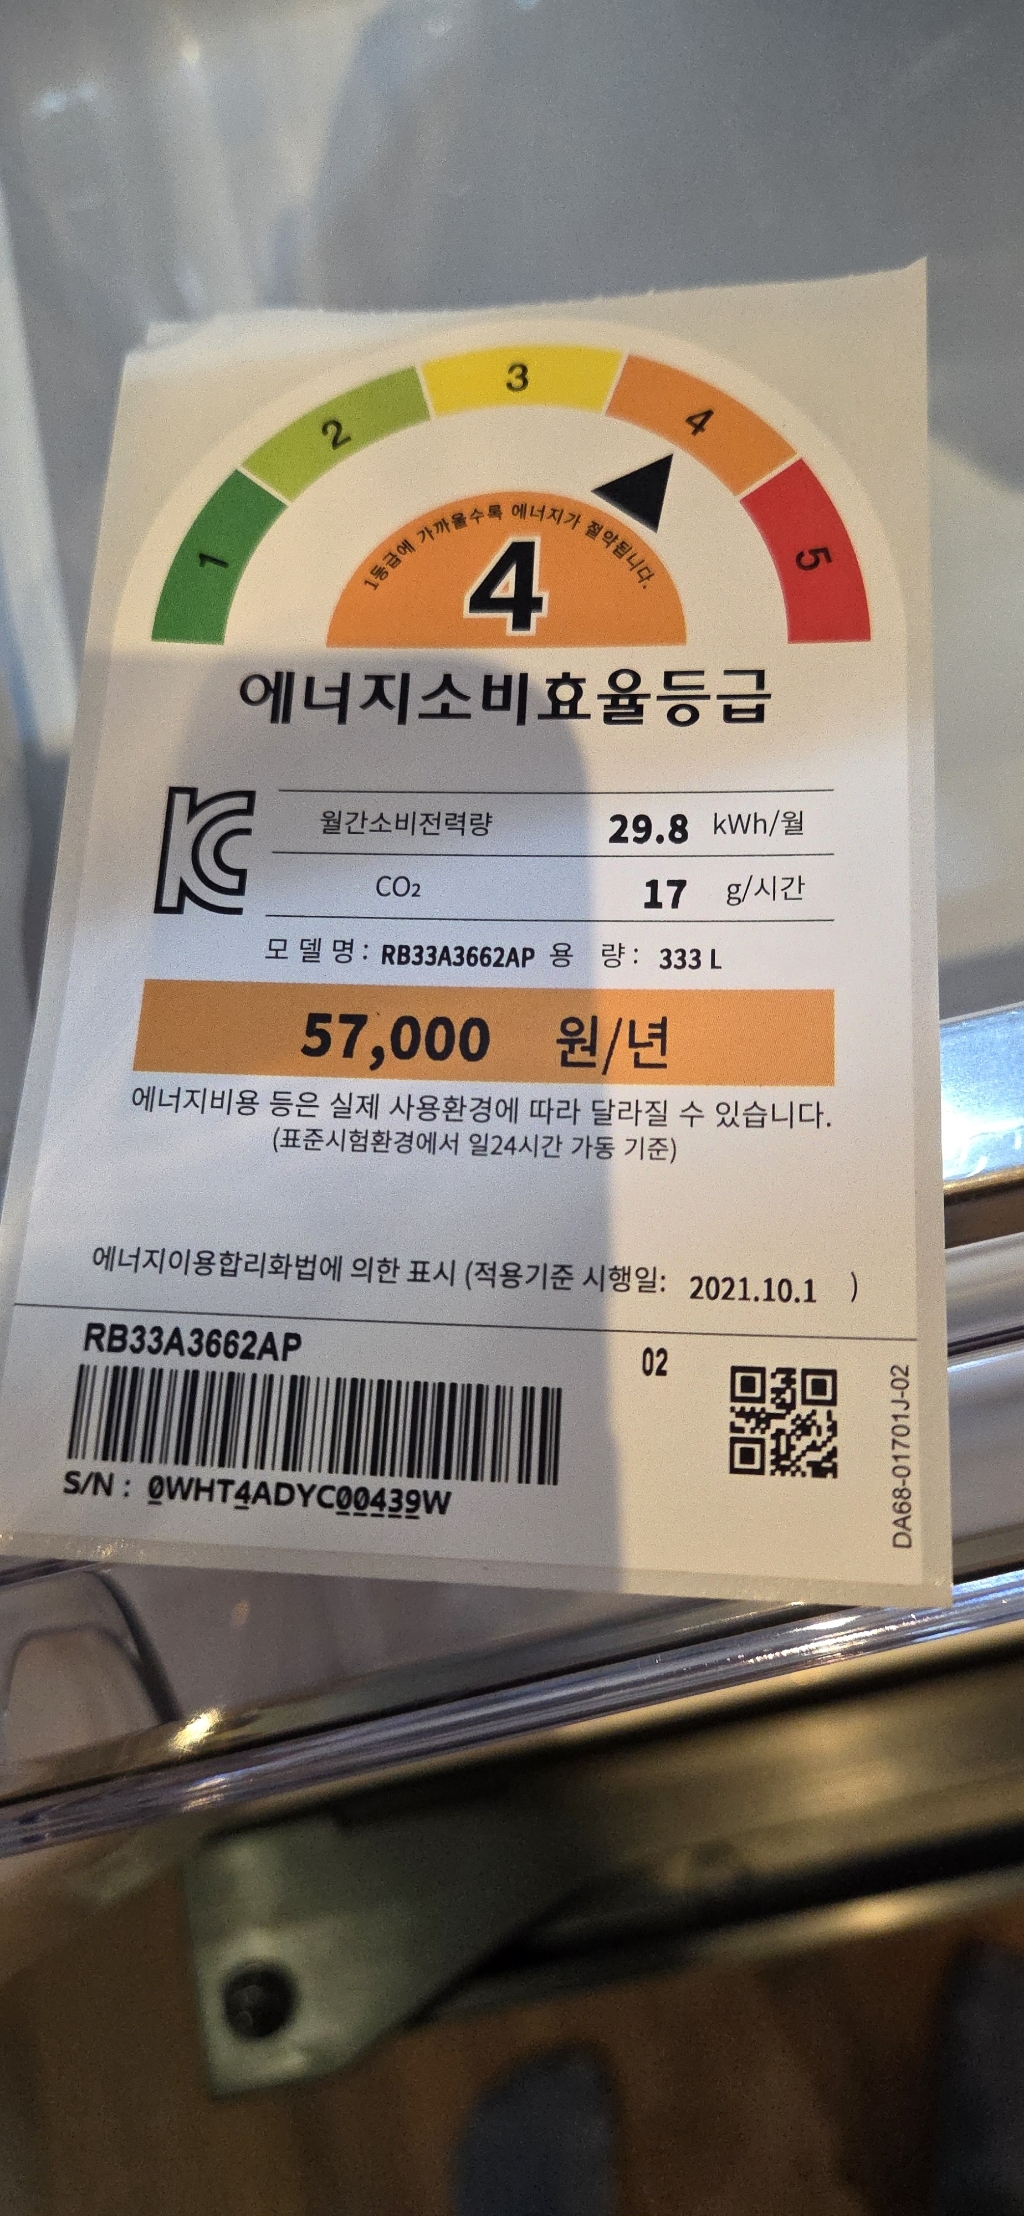 1
2
3
4
5
1등급에 가까울수록 에너지가 절약됩니다.
4
에너지소비효율등급
KC
월간소비전력량 29.8 kWh/월
CO₂ 17 g/시간
모델명: RB33A3662AP 용 량: 333 L
57,000 원/년
에너지비용 등은 실제 사용환경에 따라 달라질 수 있습니다.
(표준시험환경에서 일24시간 가동 기준)
에너지이용합리화법에 의한 표시 (적용기준 시행일: 2021.10.1 )
RB33A3662AP
02
S/N : 0WHT4ADYC00439W
DA68-01701J-02